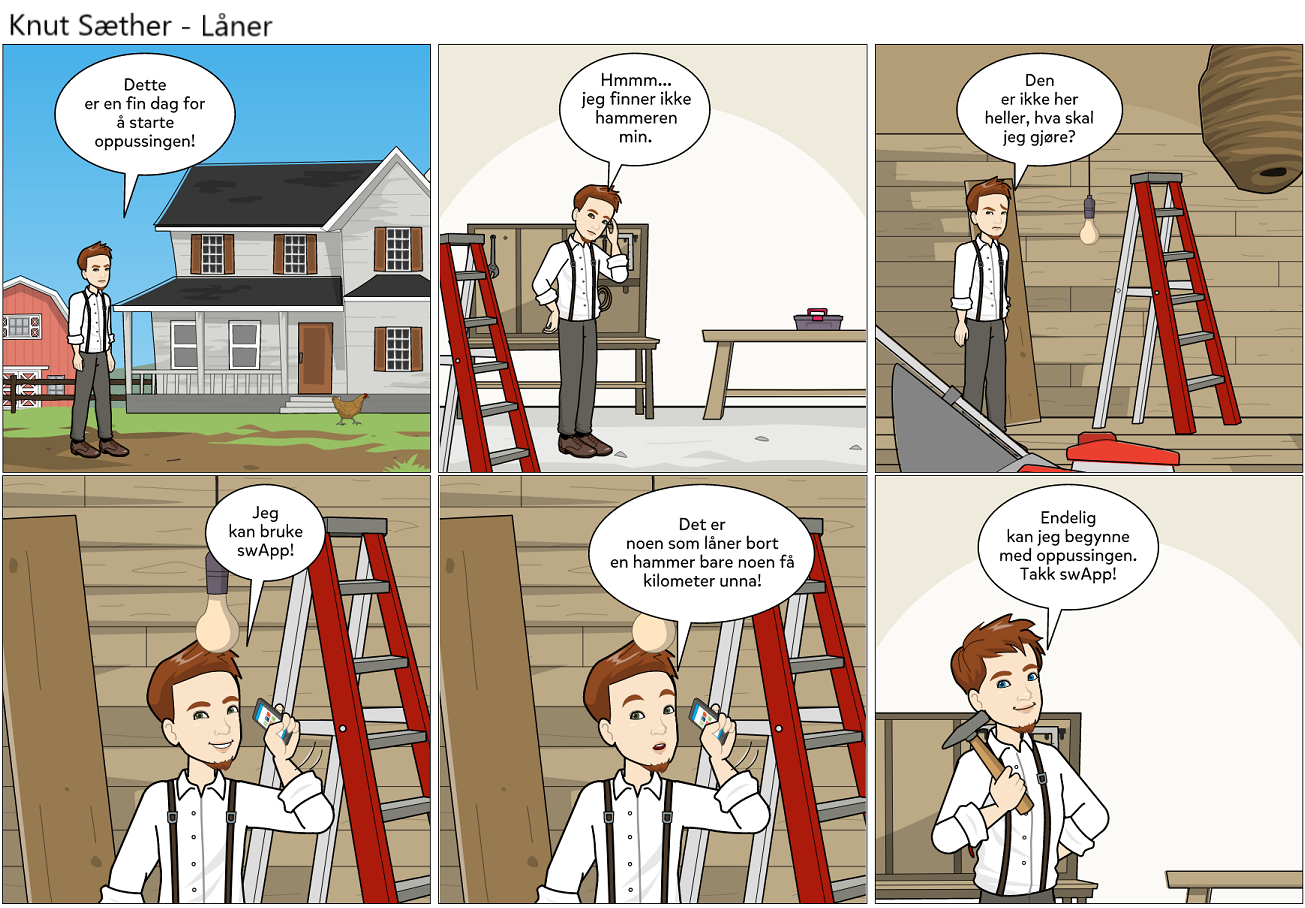 Knut Sæther - Låner
Dette
er en fin dag for
å starte
oppussingen!
Hmmm...
jeg finner ikke
hammeren
min.
Den
er ikke her
heller, hva skal
jeg gjøre?
Jeg
kan bruke
swApp!
Det er
noen som låner bort
en hammer bare noen få
kilometer unna!
Endelig
kan jeg begynne
med oppussingen.
Takk swApp!